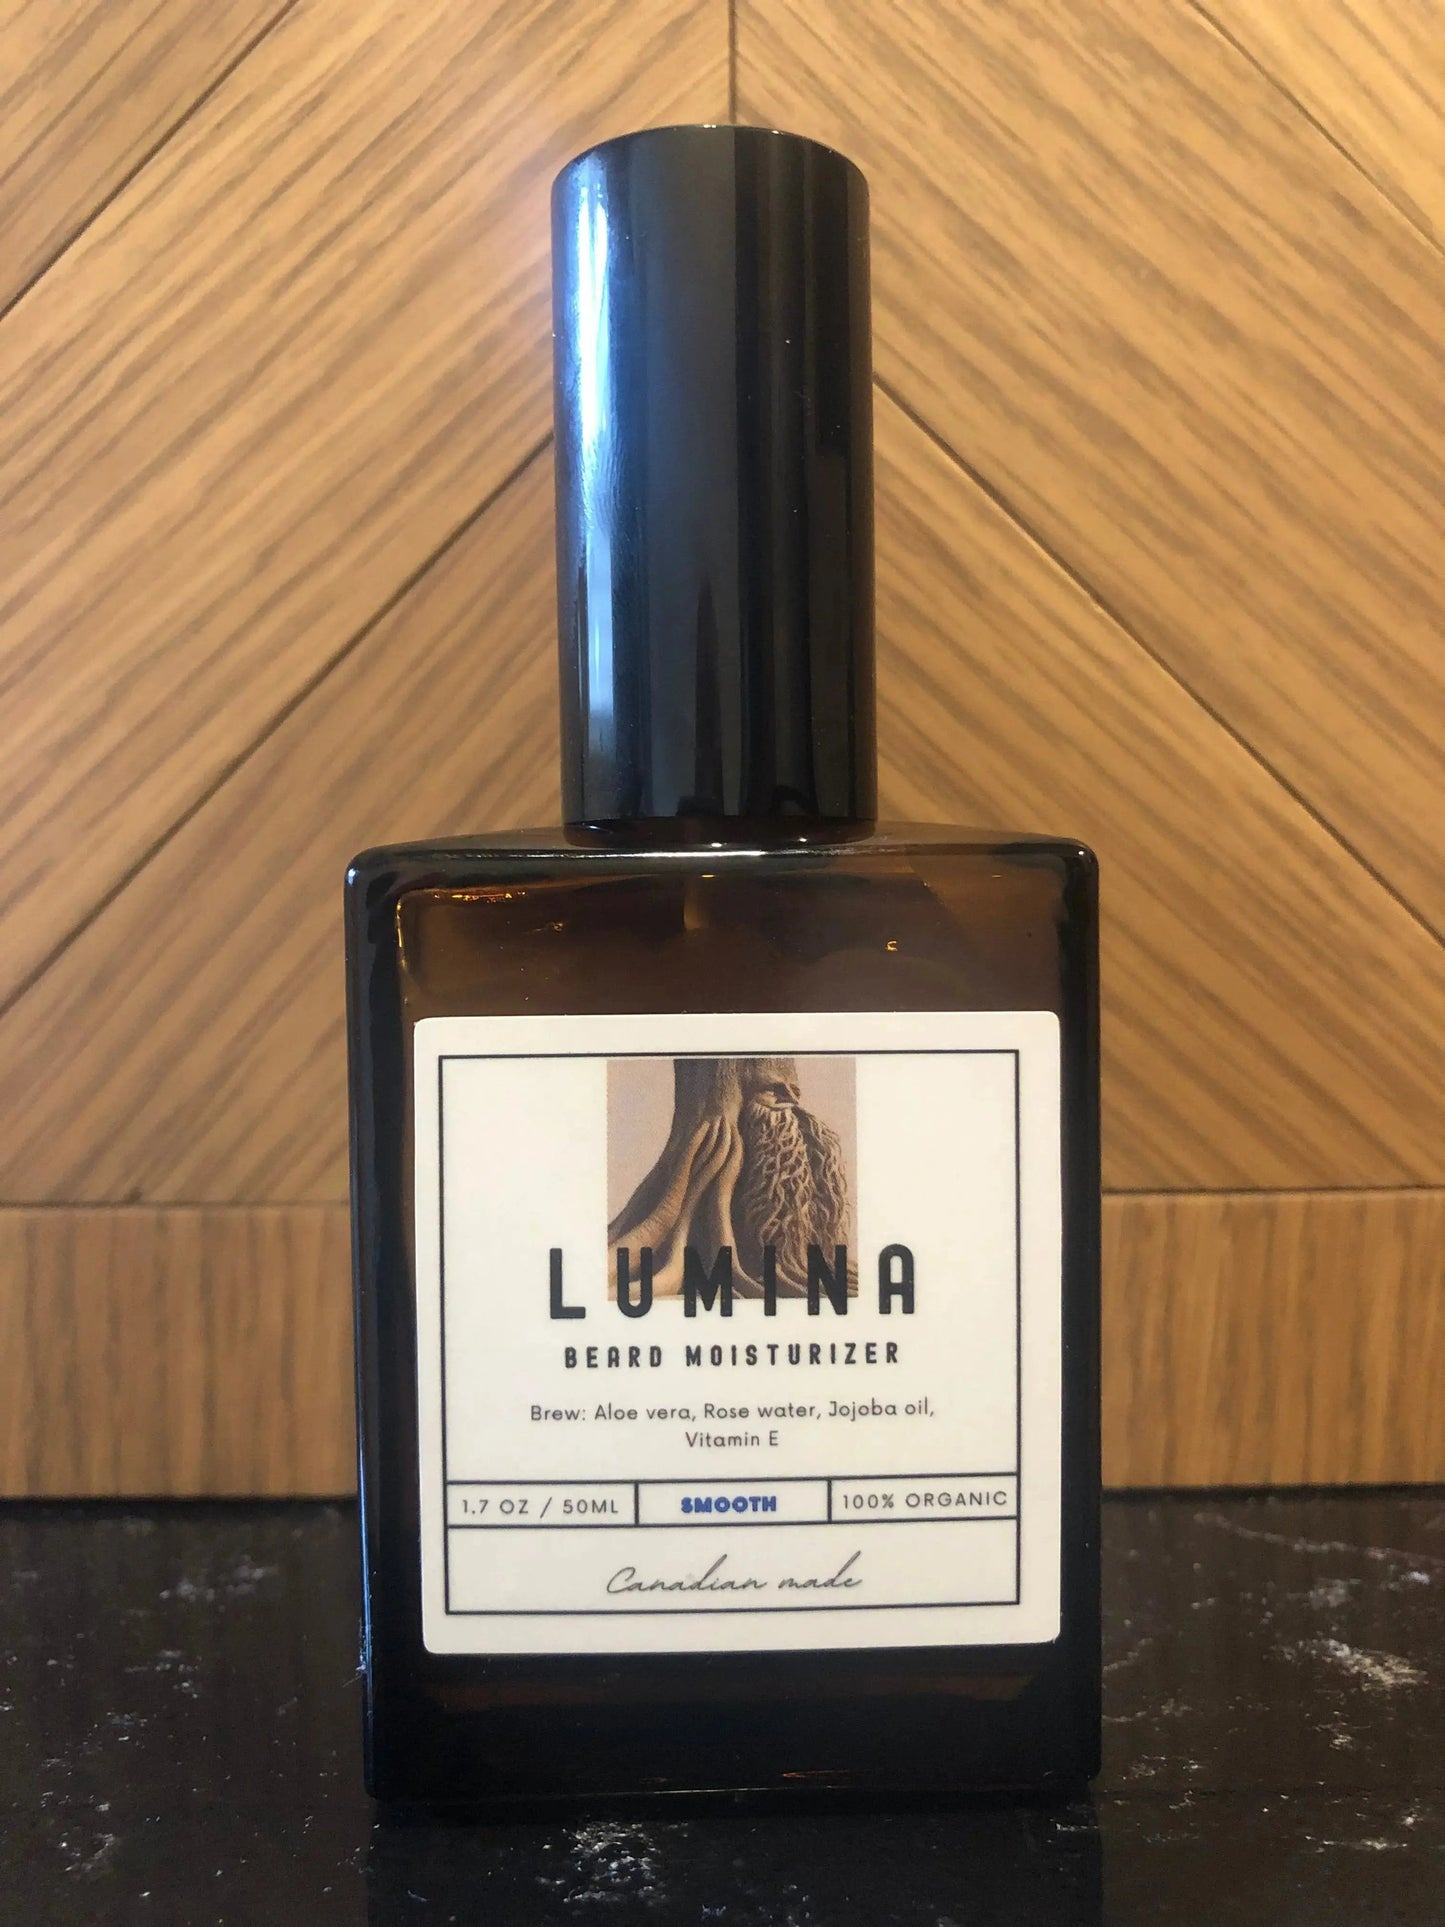 LUMINA
BEARD MOISTURIZER
Brew: Aloe vera, Rose water, Jojoba oil,
Vitamin E
1.7 OZ / 50ML
SMOOTH
100% ORGANIC
Canadian made